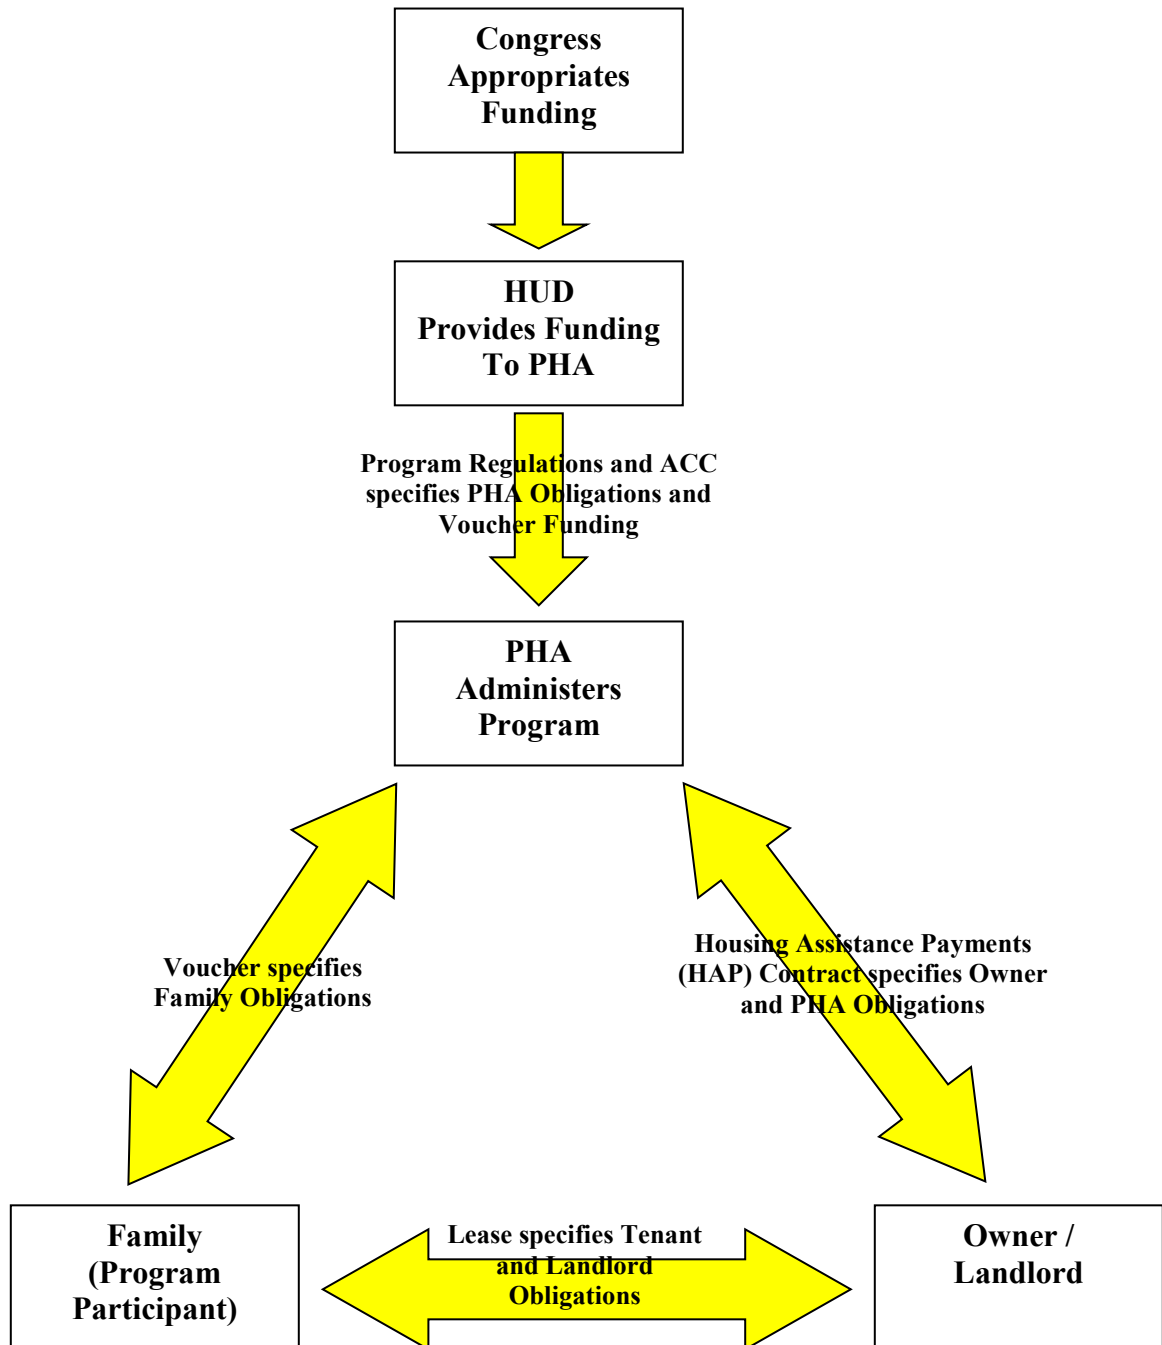 Congress
Appropriates
Funding
HUD
Provides Funding
To PHA
Program Regulations and ACC
specifies PHA Obligations and
Voucher Funding
PHA
Administers
Program
Voucher specifies
Family Obligations
Housing Assistance Payments
(HAP) Contract specifies Owner
and PHA Obligations
Family
(Program
Participant)
Lease specifies Tenant
and Landlord
Obligations
Owner /
Landlord